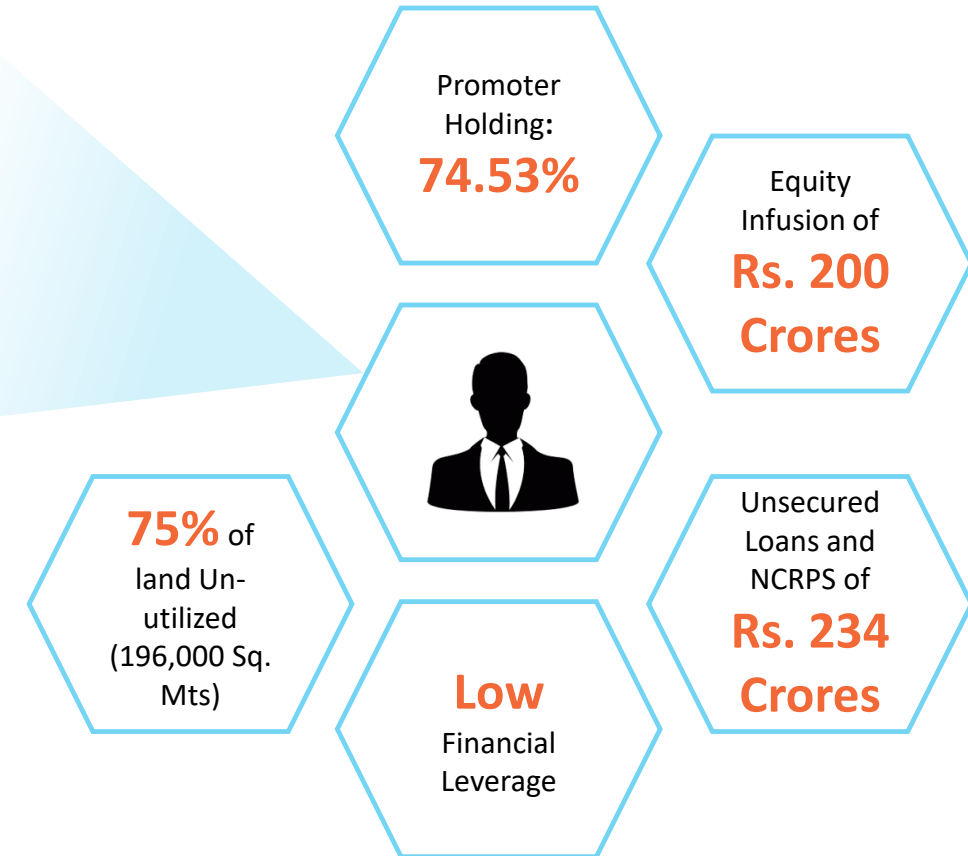 Promoter
Holding:
74.53%
Equity
Infusion of
Rs. 200
Crores
75% of
land Un-
utilized
(196,000 Sq.
Mts)
Unsecured
Loans and
NCRPS of
Rs. 234
Crores
Low
Financial
Leverage